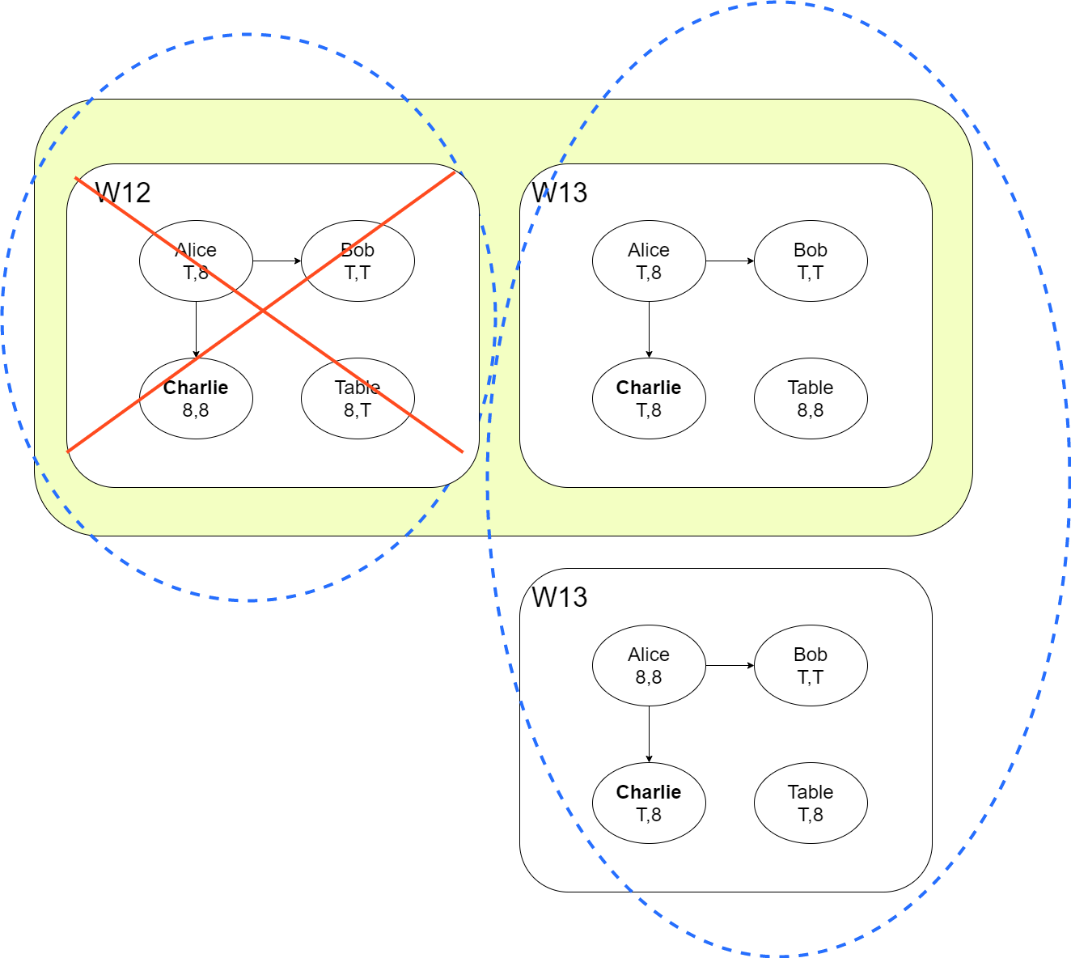 W12
Alice
T,8
Bob
T,T
Charlie
8,8
Table
8,T
W13
Alice
T,8
Bob
T,T
Charlie
T,8
Table
8,8
W13
Alice
8,8
Bob
T,T
Charlie
T,8
Table
T,8